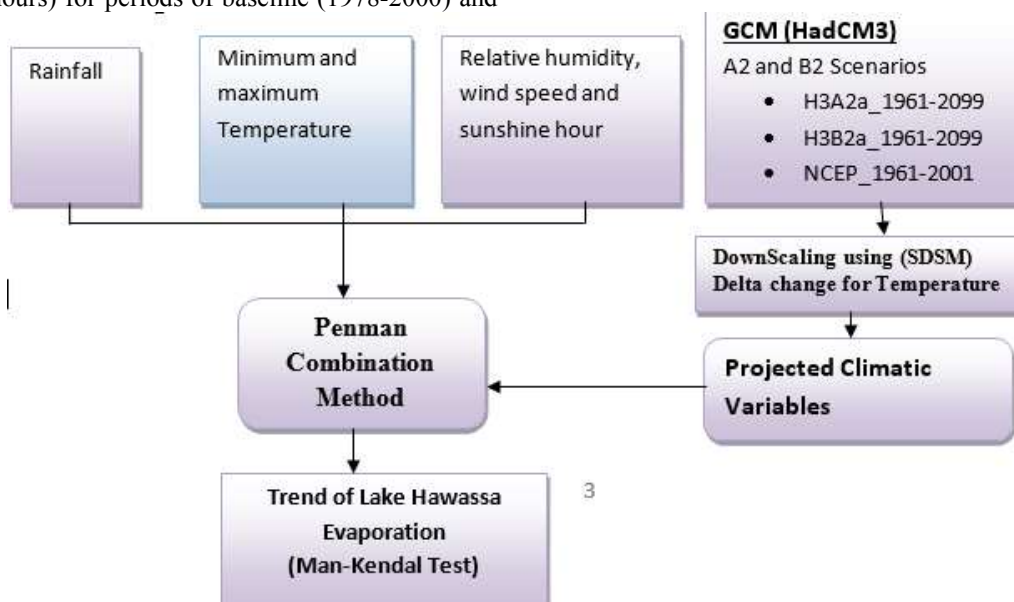 ours) for periods of baseline (1978-2000) and
Rainfall
Minimum and
maximum
Temperature
Relative humidity,
wind speed and
sunshine hour
GCM (HadCM3)
A2 and B2 Scenarios
• H3A2a_1961-2099
• H3B2a_1961-2099
• NCEP_1961-2001
DownScaling using (SDSM)
Delta change for Temperature
Penman
Combination
Method
Projected Climatic
Variables
Trend of Lake Hawassa
Evaporation
(Man-Kendal Test)
3